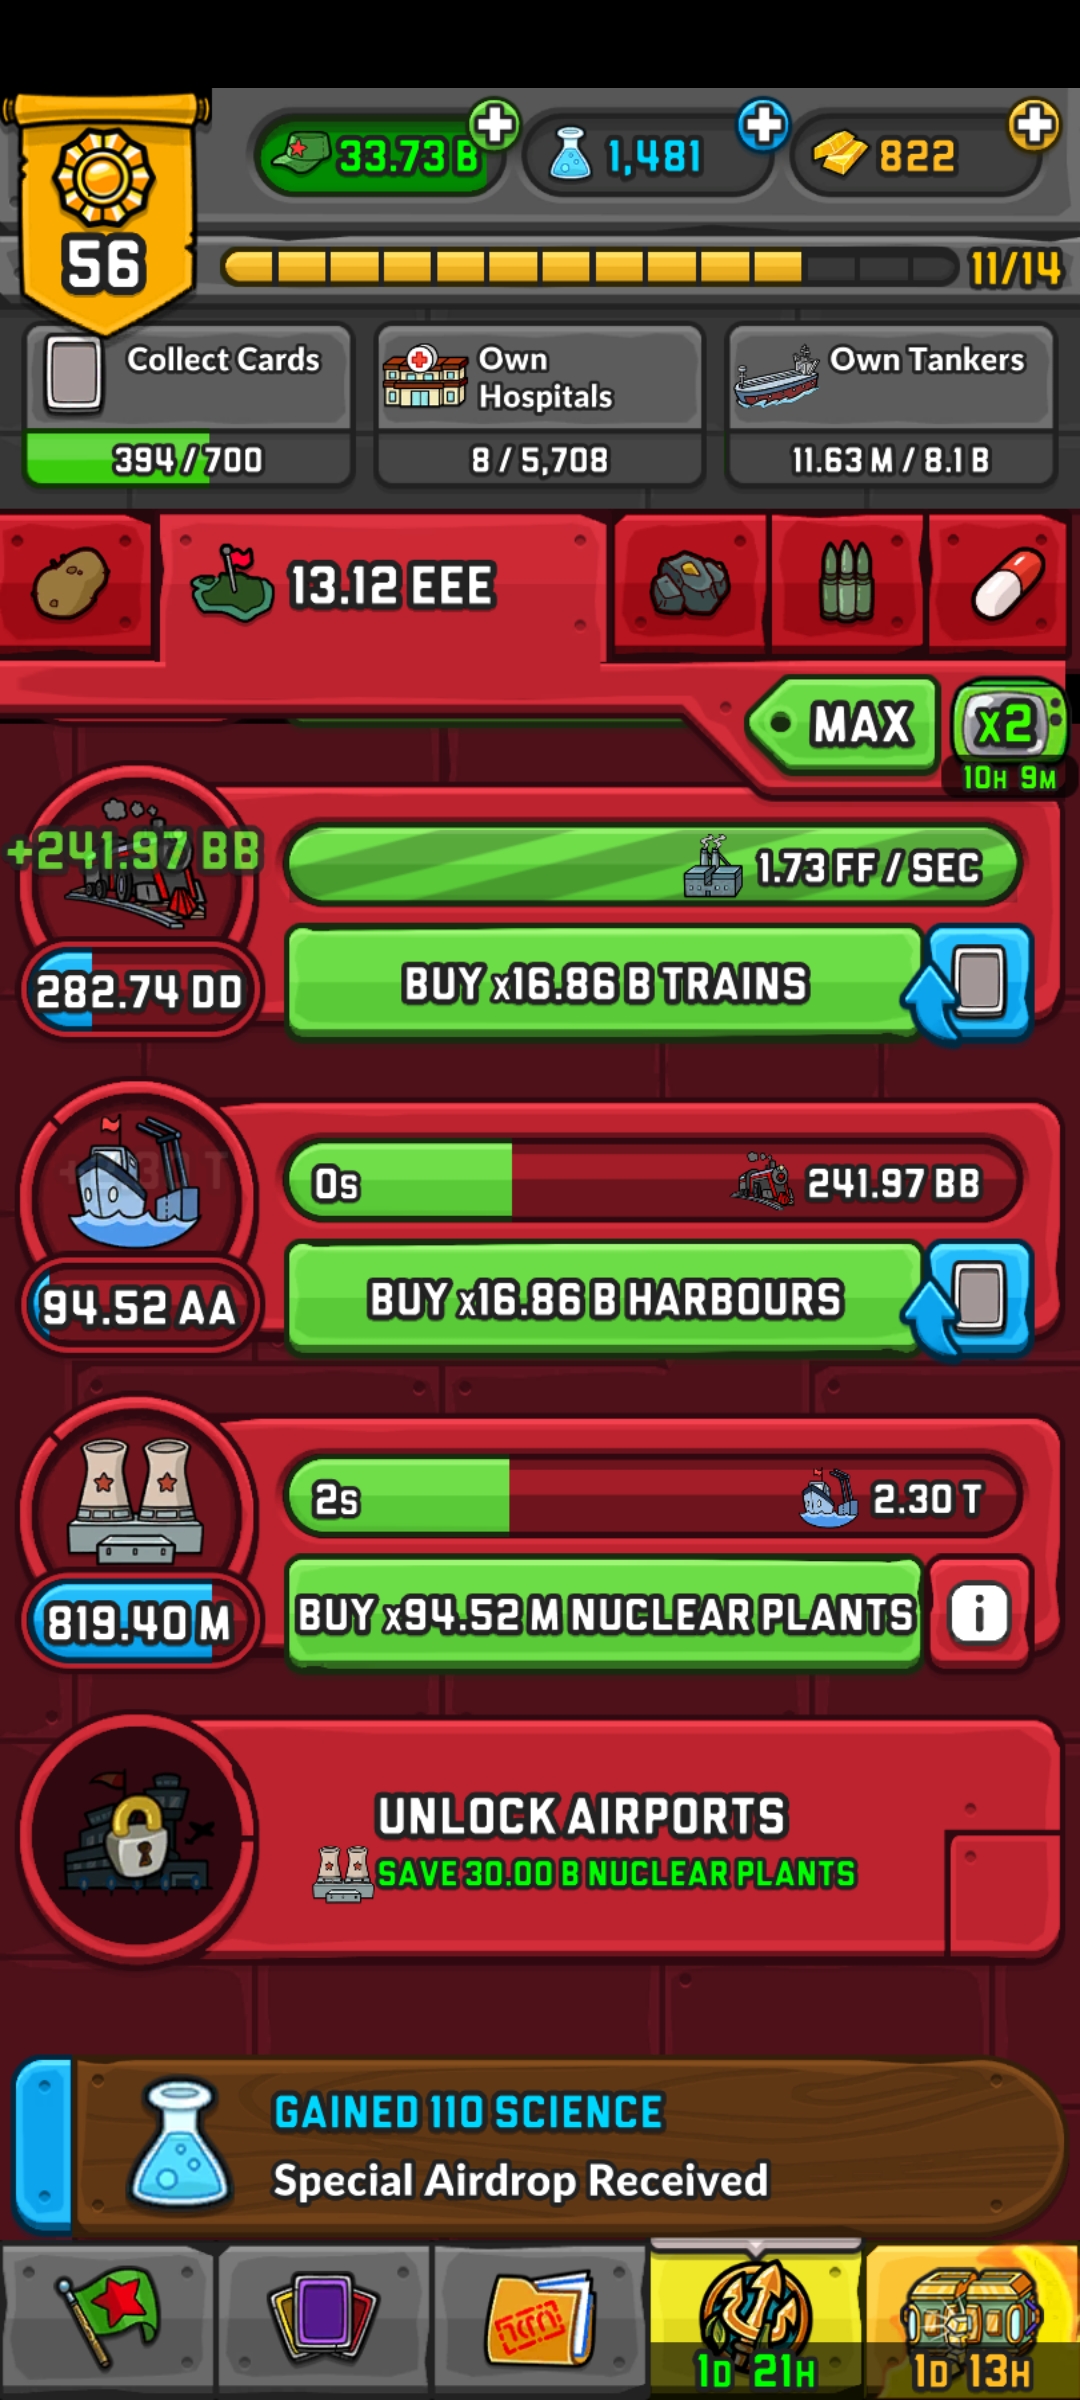 33.73 B
1,481
822
56
11/14
Collect Cards
394 / 700
Own
Hospitals
8 / 5,708
Own Tankers
11.63 M / 8.1 B
13.12 EEE
MAX
x2
10H 9M
+241.97 BB
1.73 FF / SEC
282.74 DD
BUY x16.86 B TRAINS
0s
241.97 BB
94.52 AA
BUY x16.86 B HARBOURS
2s
2.30 T
819.40 M
BUY x94.52 M NUCLEAR PLANTS
i
UNLOCK AIRPORTS
SAVE 30.00 B NUCLEAR PLANTS
GAINED 110 SCIENCE
Special Airdrop Received
1D 21H
1D 13H